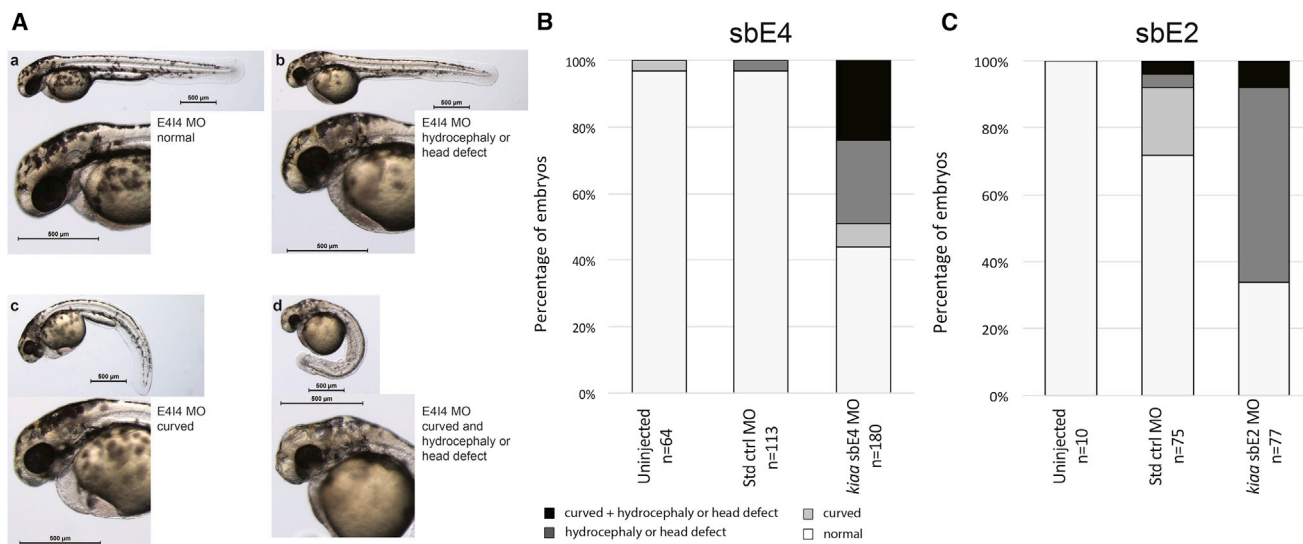 A
a
500 µm
E4I4 MO
normal
500 µm
b
500 µm
E4I4 MO
hydrocephaly or
head defect
500 µm
c
500 µm
E4I4 MO
curved
500 µm
d
500 µm
500 µm
E4I4 MO
curved and
hydrocephaly or
head defect
B
sbE4
Percentage of embryos
100%
80%
60%
40%
20%
0%
Uninjected
n=64
Std ctrl MO
n=113
kiaa sbE4 MO
n=180
C
sbE2
Percentage of embryos
100%
80%
60%
40%
20%
0%
Uninjected
n=10
Std ctrl MO
n=75
kiaa sbE2 MO
n=77
curved + hydrocephaly or head defect
hydrocephaly or head defect
curved
normal